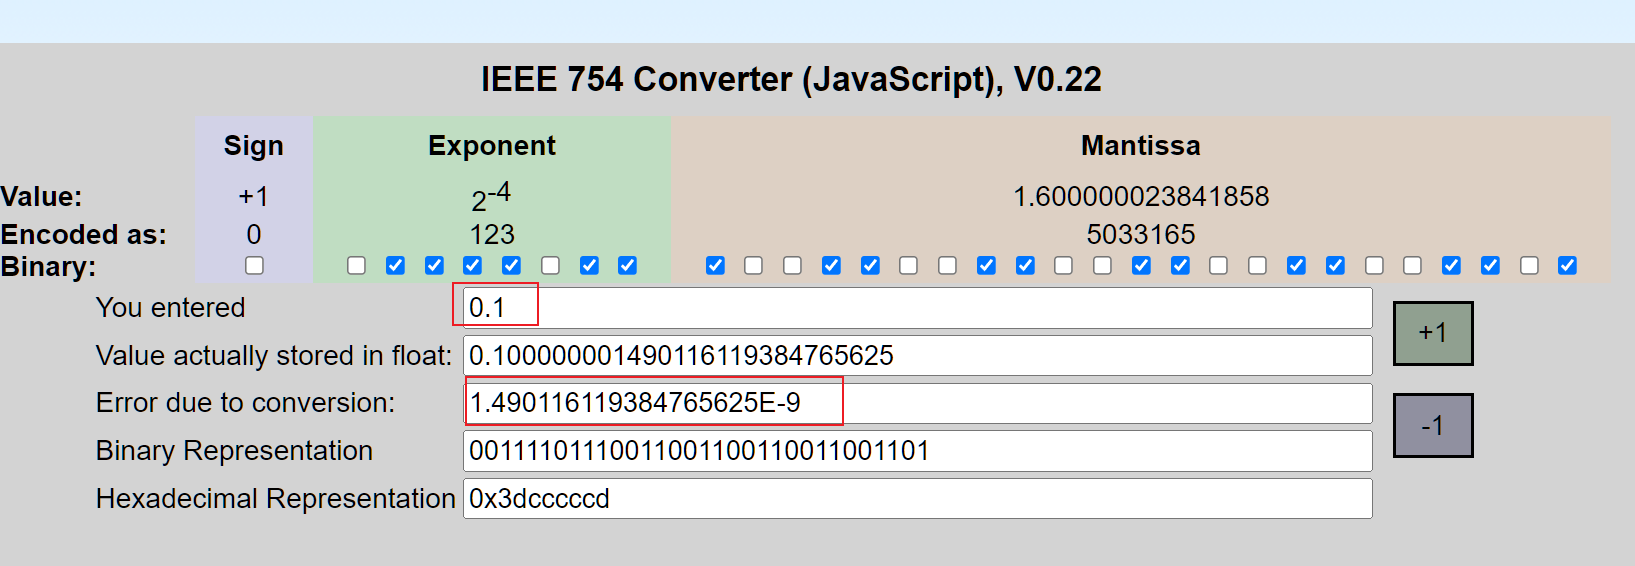 IEEE 754 Converter (JavaScript), V0.22
Sign Exponent Mantissa
Value: +1 2-4 1.600000023841858
Encoded as: 0 123 5033165
Binary:
You entered 0.1
+1
Value actually stored in float: 0.100000001490116119384765625
Error due to conversion: 1.490116119384765625E-9
-1
Binary Representation 00111101110011001100110011001101
Hexadecimal Representation 0x3dcccccd